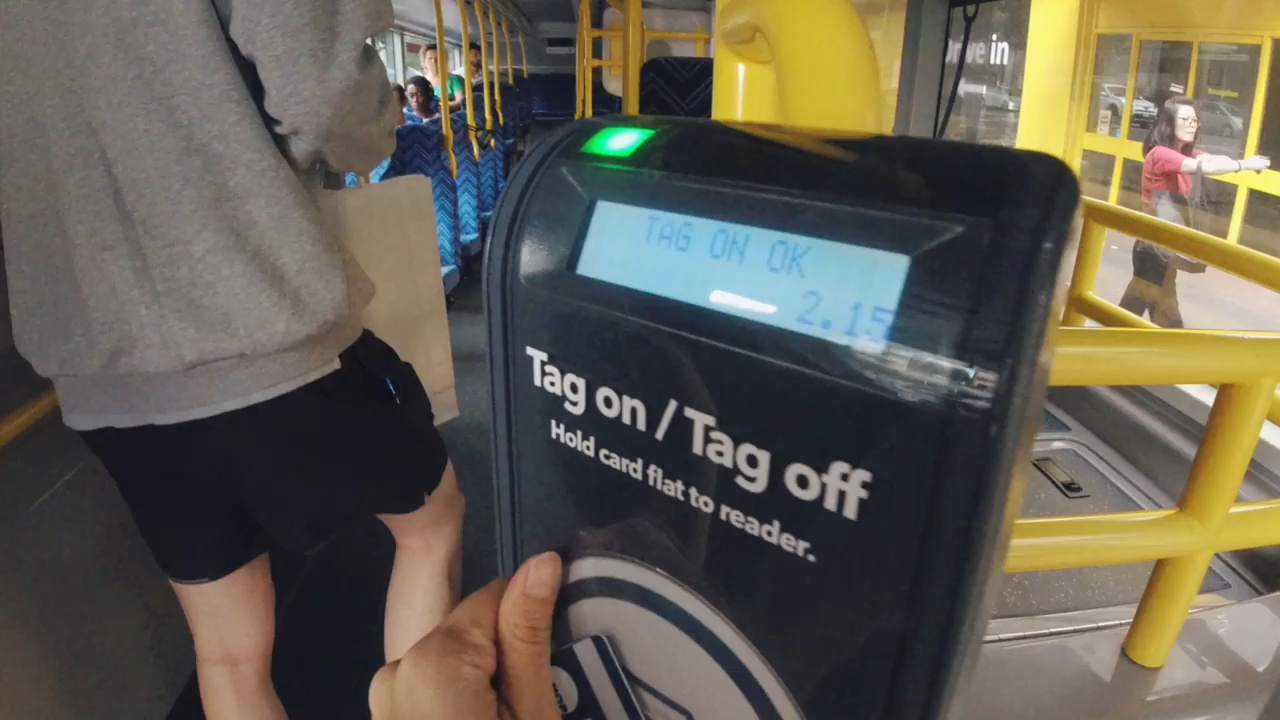 TAG ON OK
2.15
Tag on / Tag off
Hold card flat to reader.